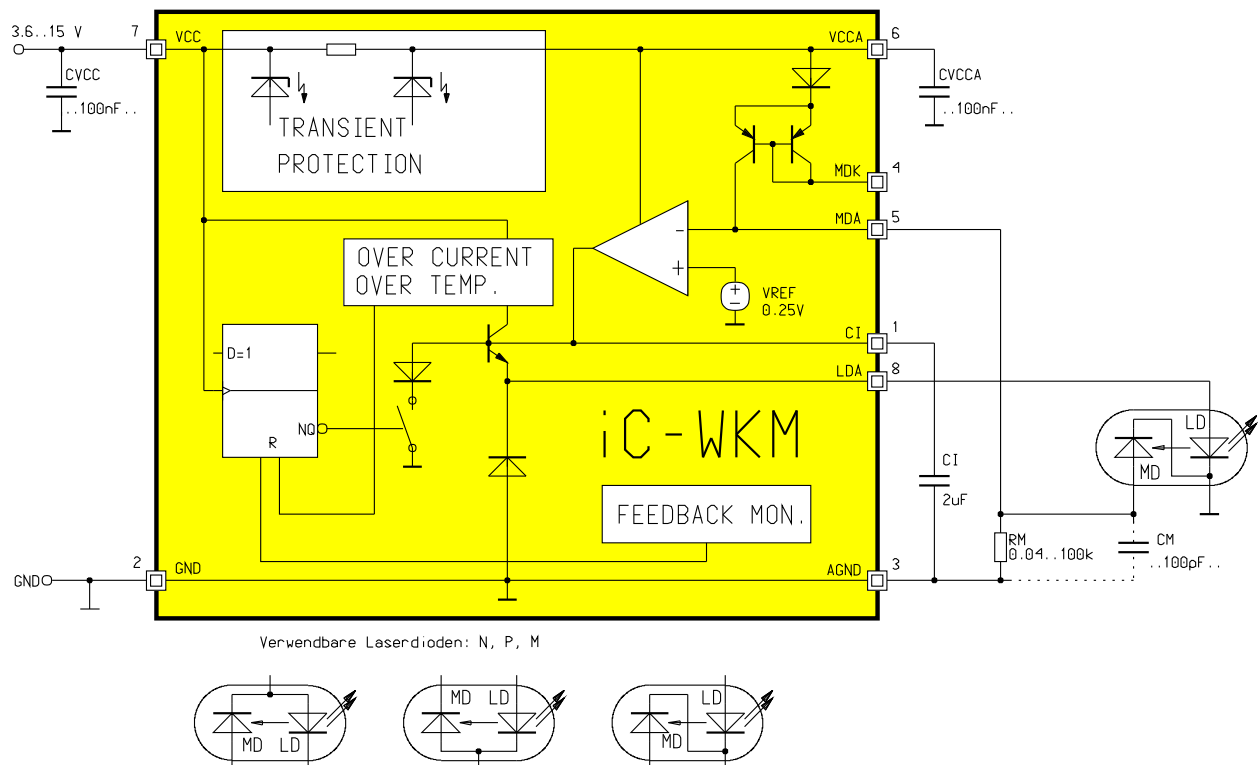 3.6..15 V
7
VCC
VCCA
6
CVCC
..100nF..
CVCCA
..100nF..
TRANSIENT
PROTECTION
MDK
4
MDA
5
OVER CURRENT
OVER TEMP.
-
+
+
-
VREF
0.25V
CI
1
LDA
8
D=1
NQ
R
iC-WKM
LD
MD
CI
2uF
FEEDBACK MON.
RM
0.04..100k
CM
..100pF..
GND
2
GND
AGND
3
Verwendbare Laserdioden: N, P, M
MD LD
MD LD
LD
MD